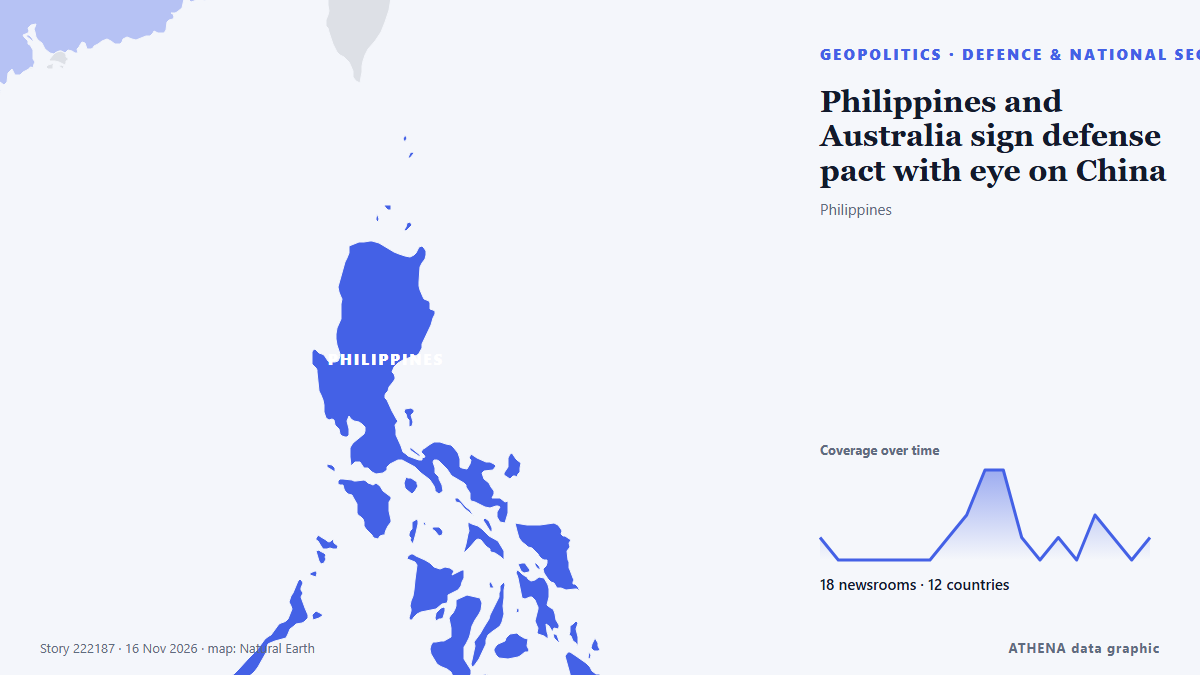 GEOPOLITICS · DEFENCE & NATIONAL
Philippines and
Australia sign defense
pact with eye on China
Philippines
PHILIPPINES
Coverage over time
18 newsrooms · 12 countries
Story 222187 · 16 Nov 2026 · map: Natural Earth
ATHENA data graphic